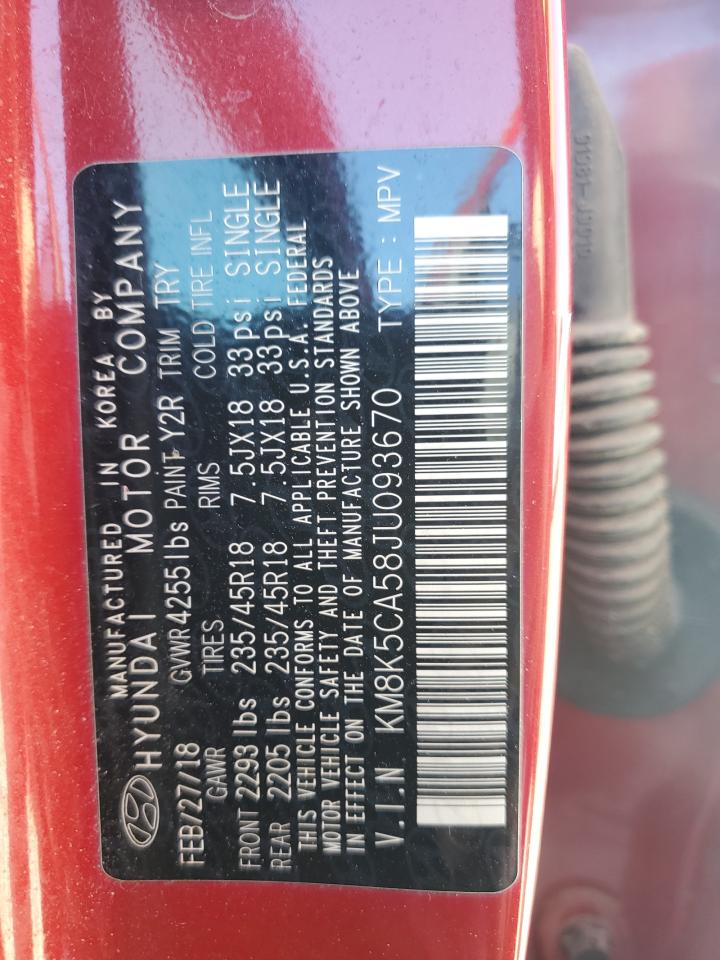 MANUFACTURED IN KOREA BY
HYUNDAI MOTOR COMPANY
FEB/27/18 GVWR4255lbs PAINT Y2R TRIM TRY
GAWR TIRES RIMS COLD TIRE INFL
FRONT 2293 lbs 235/45R18 7.5JX18 33psi SINGLE
REAR 2205 lbs 235/45R18 7.5JX18 33psi SINGLE
THIS VEHICLE CONFORMS TO ALL APPLICABLE U.S.A. FEDERAL
MOTOR VEHICLE SAFETY AND THEFT PREVENTION STANDARDS
IN EFFECT ON THE DATE OF MANUFACTURE SHOWN ABOVE
V.I.N KM8K5CA58JU093670 TYPE : MPV